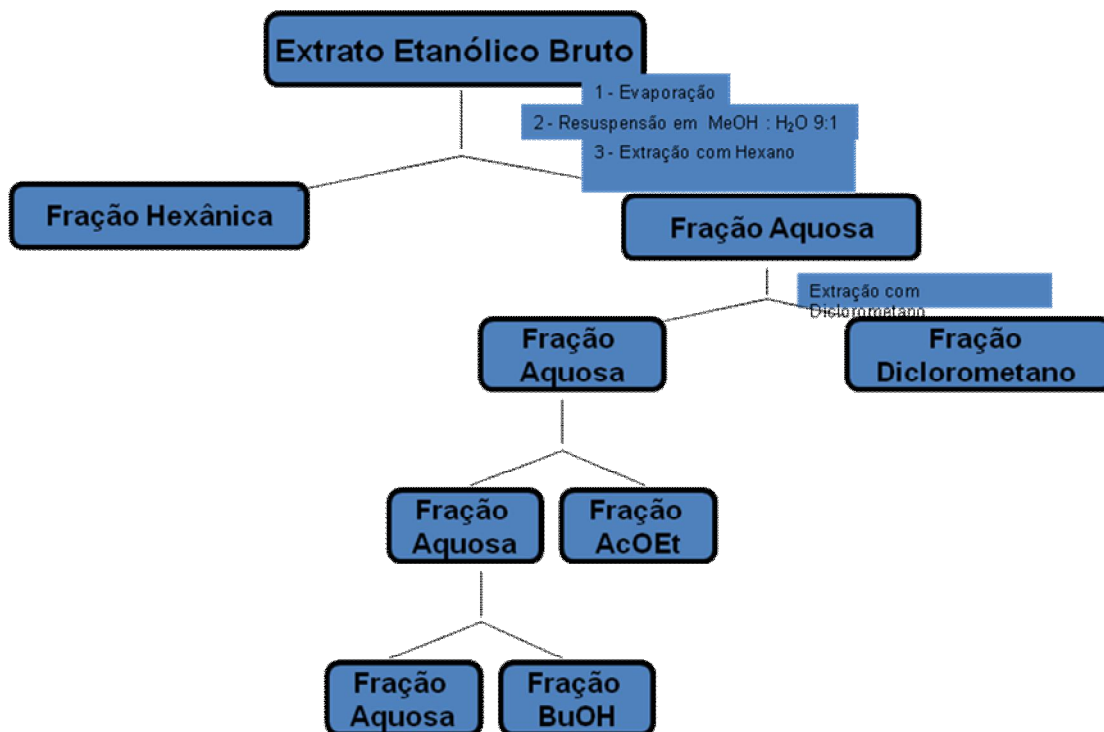 Extrato Etanólico Bruto
1 - Evaporação
2 - Resuspensão em MeOH : H₂O 9:1
3 - Extração com Hexano
Fração Hexânica
Fração Aquosa
Extração com
Diclorometano
Fração
Aquosa
Fração
Diclorometano
Fração
Aquosa
Fração
AcOEt
Fração
Aquosa
Fração
BuOH